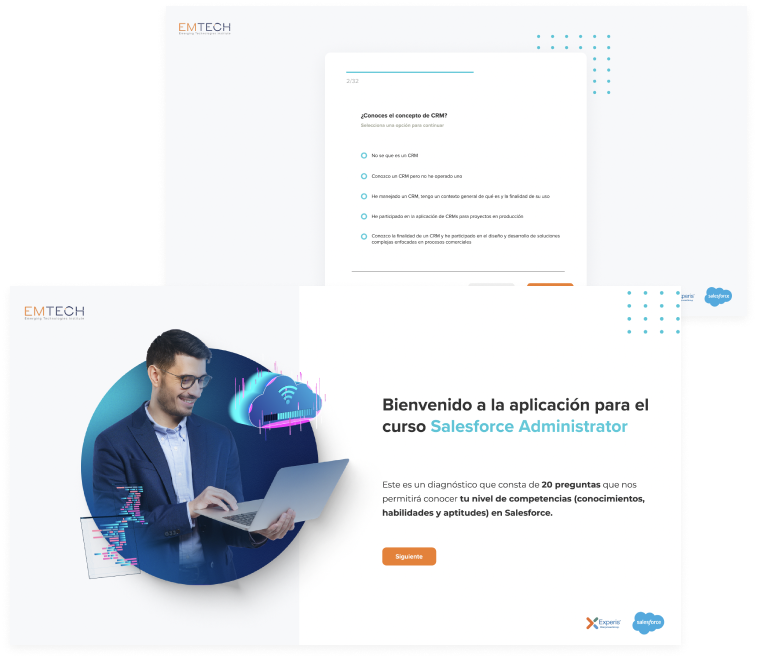 EMTECH
Emerging Technologies Institute
2/32
¿Conoces el concepto de CRM?
Selecciona una opción para continuar
No se que es un CRM
Conozco un CRM pero no he operado uno
He manejado un CRM, tengo un contexto general de qué es y la finalidad de su uso
He participado en la aplicación de CRMs para proyectos en producción
Conozco la finalidad de un CRM y he participado en el diseño y desarrollo de soluciones
complejas enfocadas en procesos comerciales
salesforce
EMTECH
Emerging Technologies Institute
Bienvenido a la aplicación para el
curso Salesforce Administrator
Este es un diagnóstico que consta de 20 preguntas que nos
permitirá conocer tu nivel de competencias (conocimientos,
habilidades y aptitudes) en Salesforce.
Siguiente
Experis
salesforce